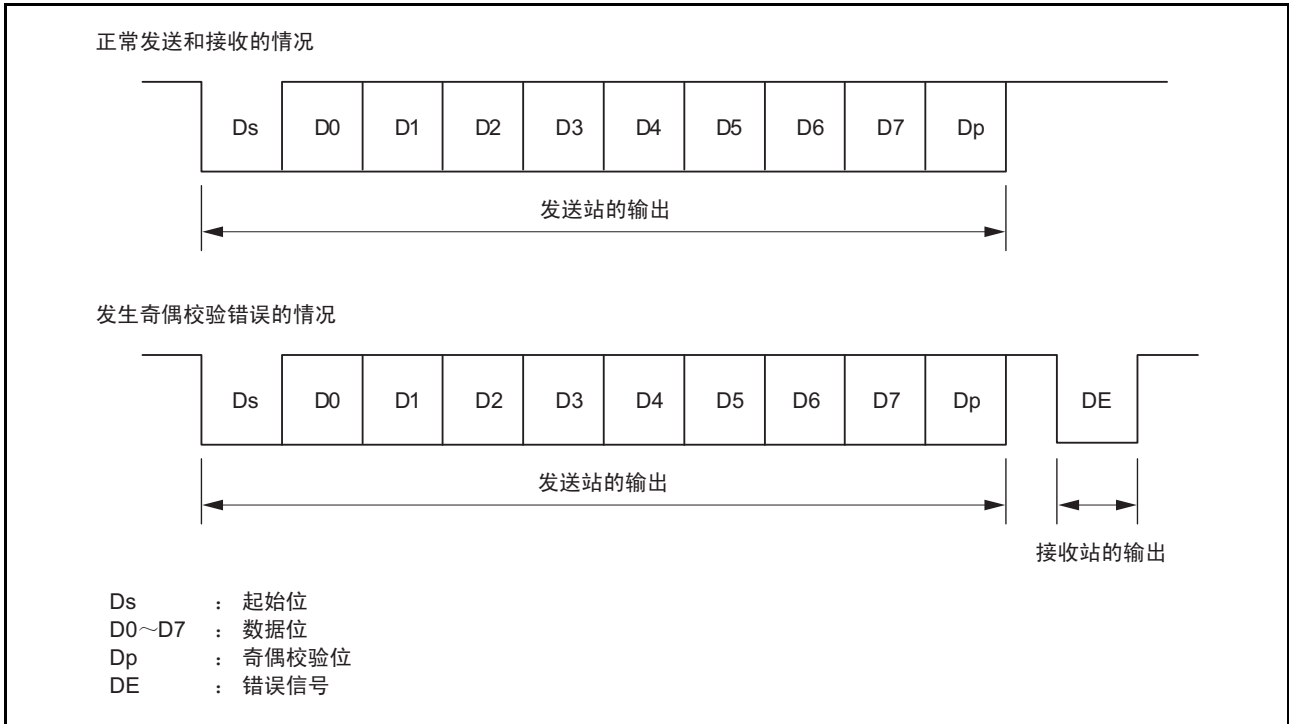 正常发送和接收的情况
Ds D0 D1 D2 D3 D4 D5 D6 D7 Dp
发送站的输出
发生奇偶校验错误的情况
Ds D0 D1 D2 D3 D4 D5 D6 D7 Dp DE
发送站的输出
接收站的输出
Ds ： 起始位
D0～D7 ： 数据位
Dp ： 奇偶校验位
DE ： 错误信号